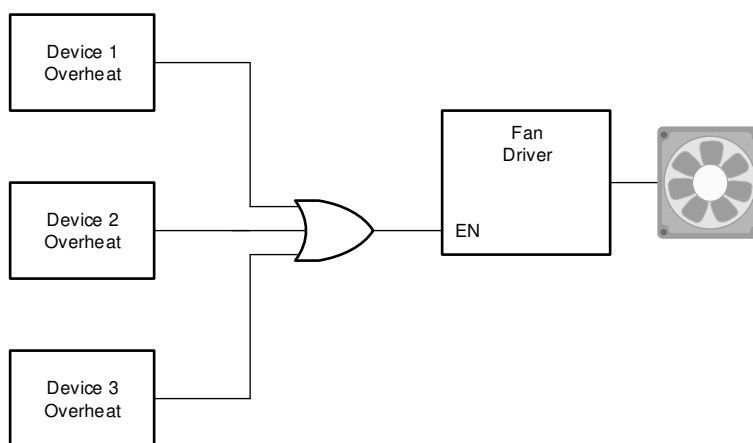 Device 1
Overheat
Device 2
Overheat
Device 3
Overheat
Fan
Driver
EN